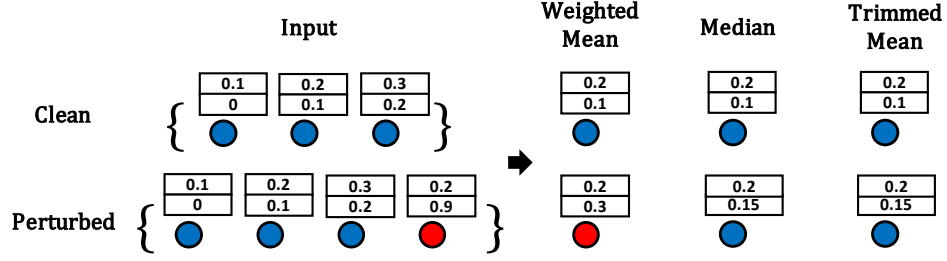 Input Weighted Mean Median Trimmed Mean
Clean
0.1 0.2 0.3 0.2 0.2 0.2
0 0.1 0.2 0.1 0.1 0.1
{ }
Perturbed
0.1 0.2 0.3 0.2 0.2 0.2 0.2
0 0.1 0.2 0.9 0.3 0.15 0.15
{ }